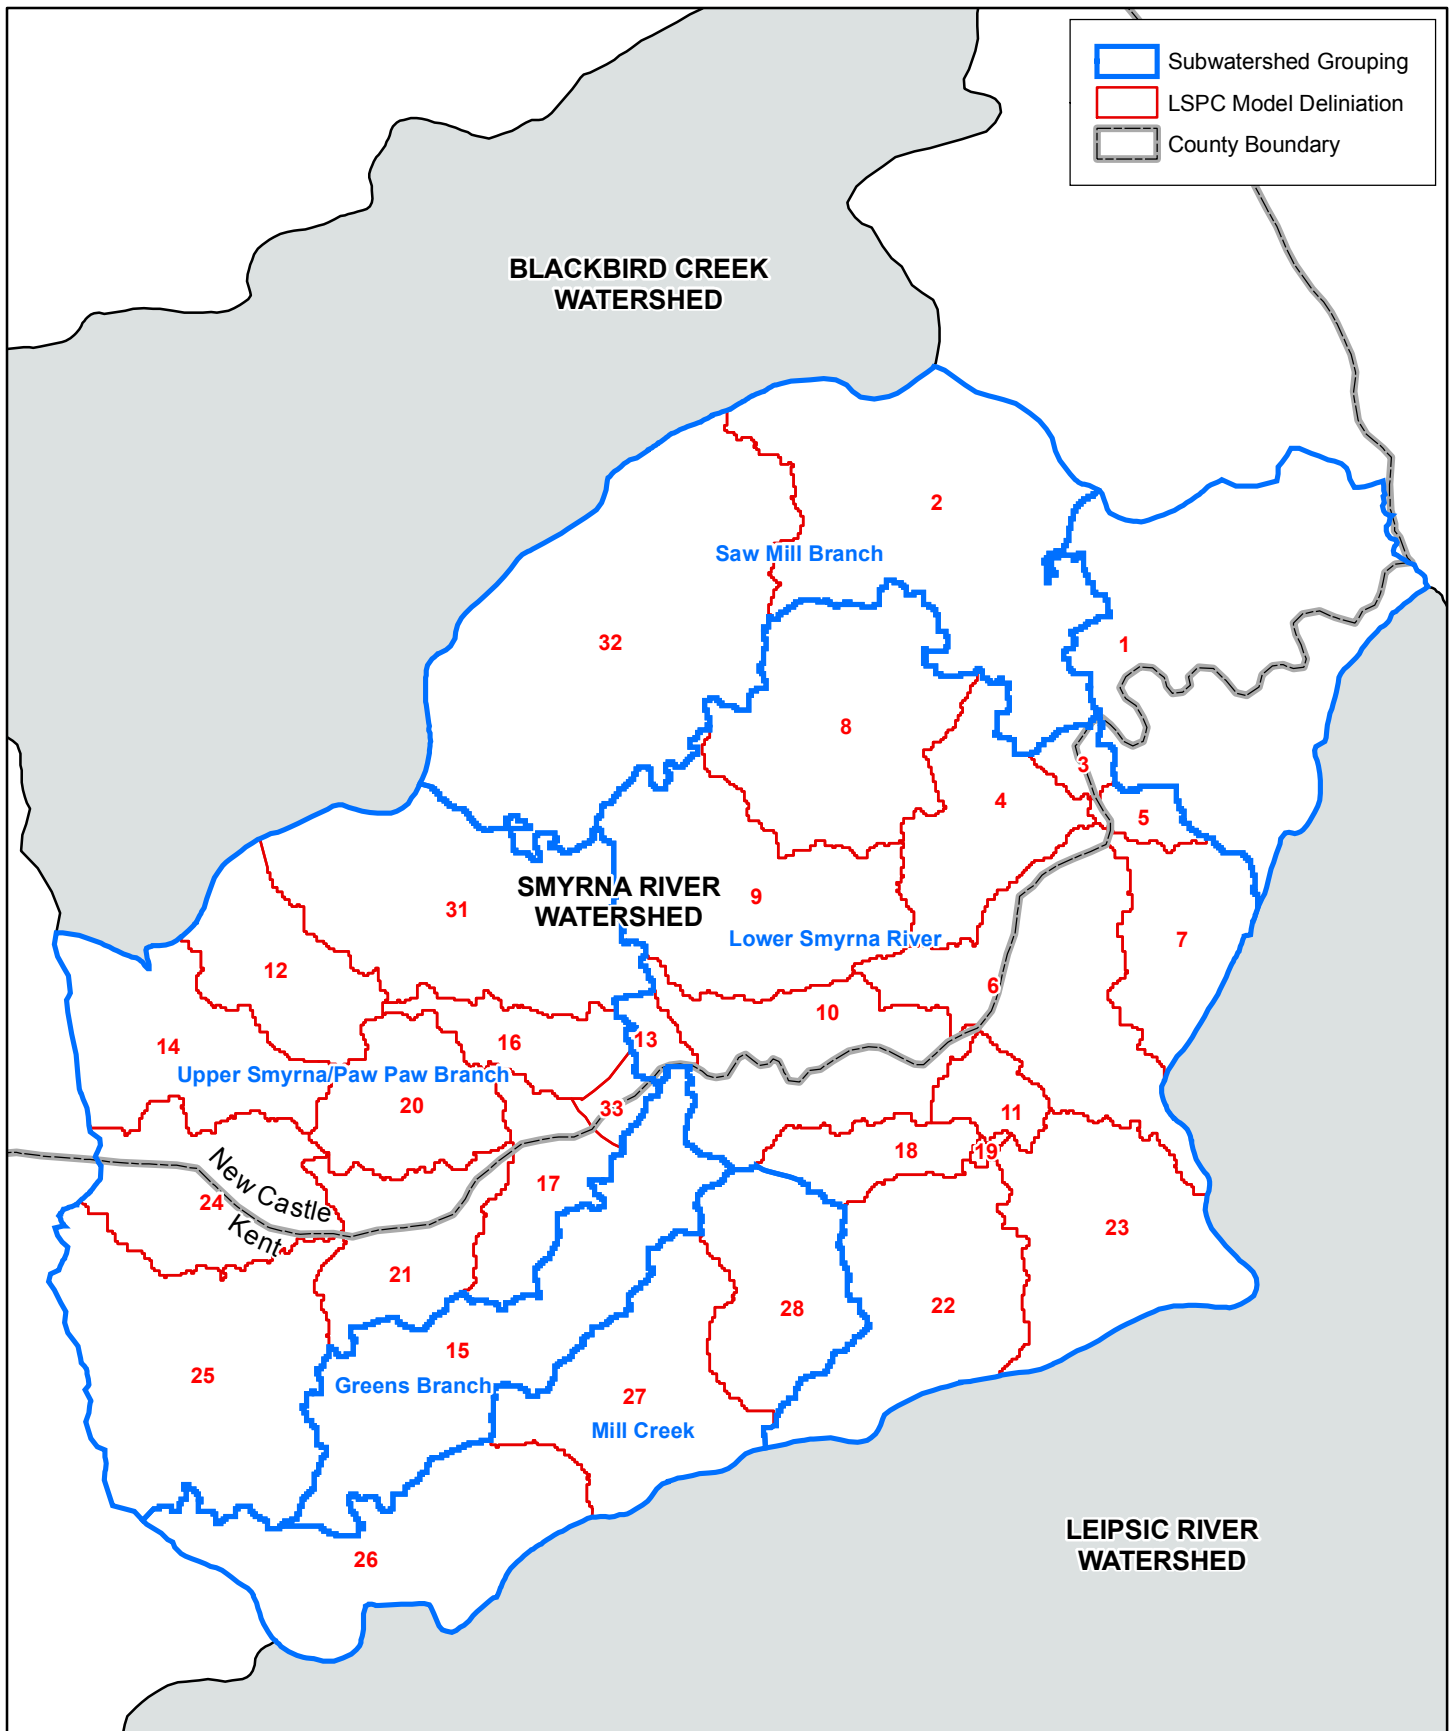 Subwatershed Grouping
LSPC Model Deliniation
County Boundary
BLACKBIRD CREEK
WATERSHED
2
Saw Mill Branch
32
1
8
3
4
5
SMYRNA RIVER
WATERSHED
9
31
Lower Smyrna River
7
12
6
10
13
16
14
Upper Smyrna/Paw Paw Branch
20
33
11
18
19
17
New Castle
24
Kent
23
21
28
22
15
25
Greens Branch
27
Mill Creek
LEIPSIC RIVER
WATERSHED
26